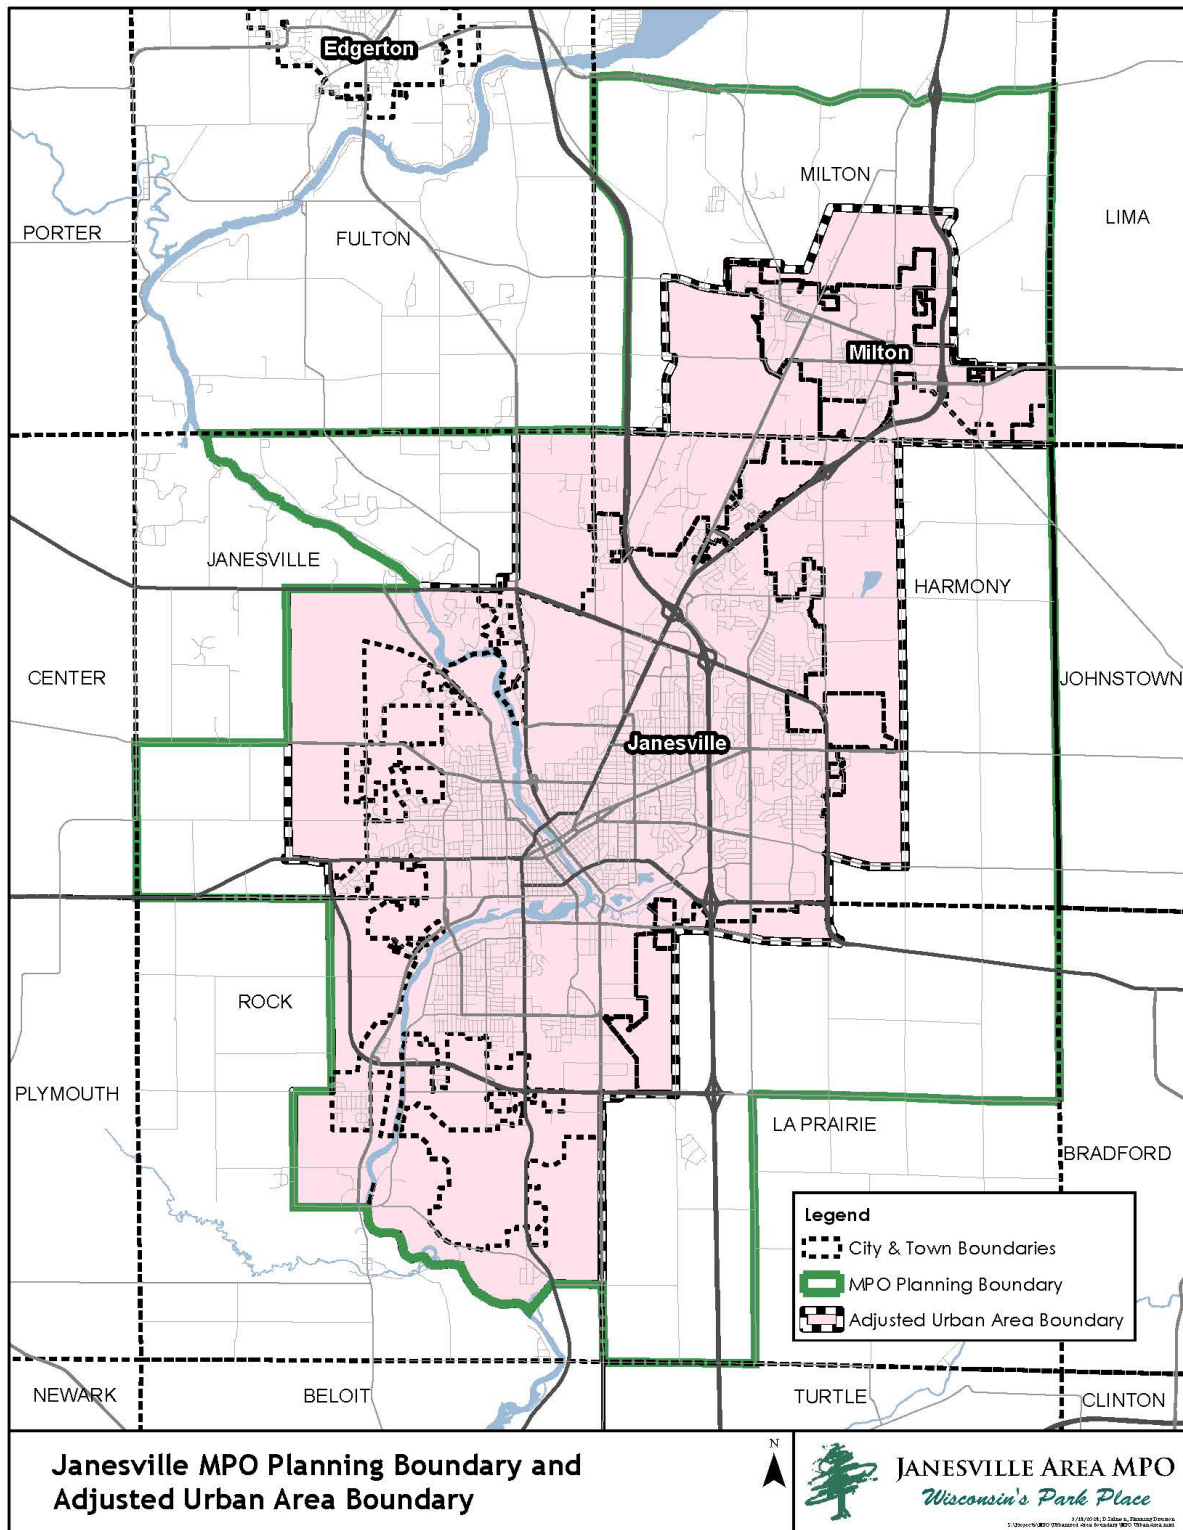 Edgerton
MILTON
LIMA
PORTER
FULTON
Milton
JANESVILLE
HARMONY
CENTER
JOHNSTOWN
Janesville
ROCK
PLYMOUTH
LA PRAIRIE
BRADFORD
Legend
City & Town Boundaries
MPO Planning Boundary
Adjusted Urban Area Boundary
NEWARK
BELOIT
TURTLE
CLINTON
Janesville MPO Planning Boundary and
Adjusted Urban Area Boundary
N
JANESVILLE AREA MPO
Wisconsin's Park Place